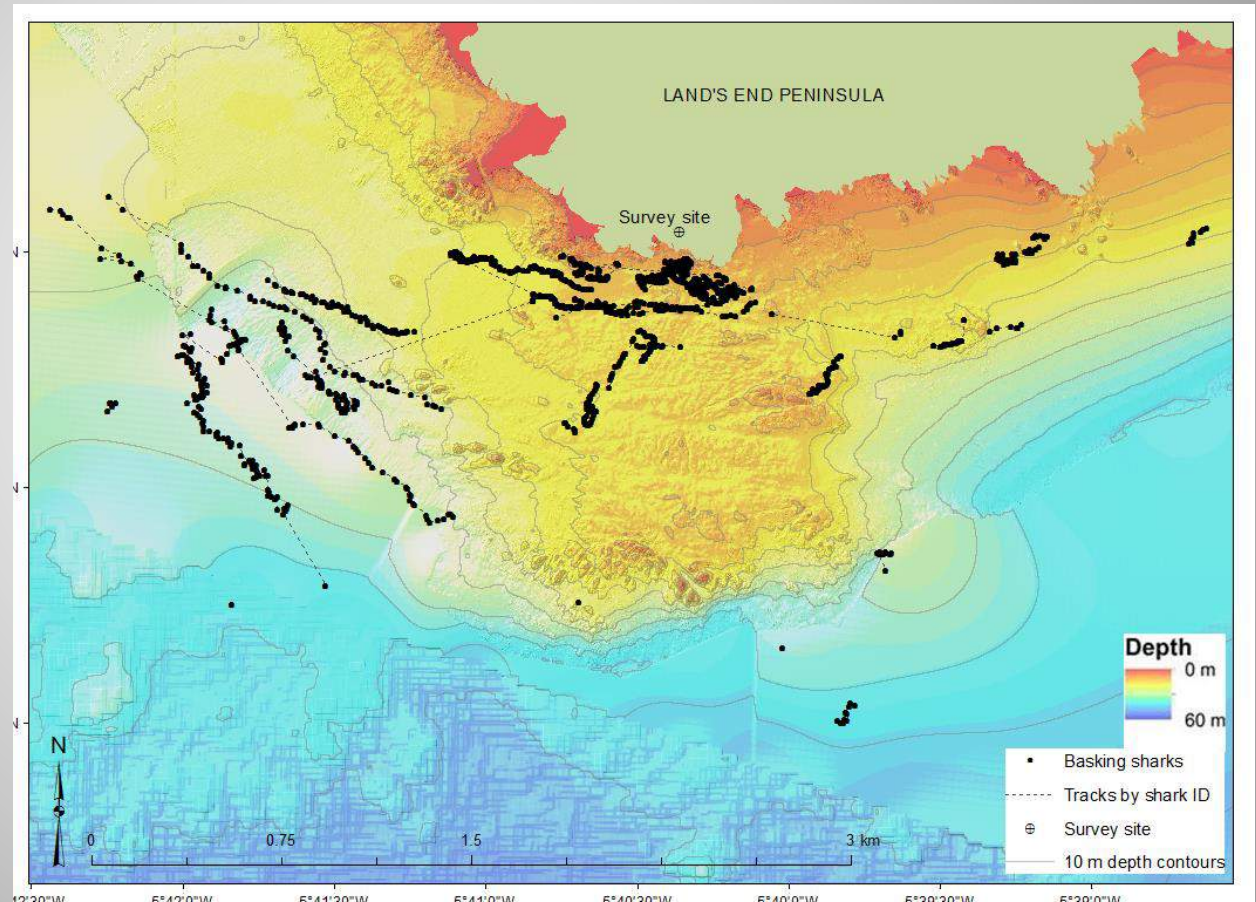 LAND'S END PENINSULA
Survey site
Depth
0 m
60 m
N
Basking sharks
Tracks by shark ID
Survey site
10 m depth contours
0
0.75
1.5
3 km
5°42'0"W
5°41'30"W
5°41'0"W
5°40'30"W
5°40'0"W
5°39'30"W
5°39'0"W